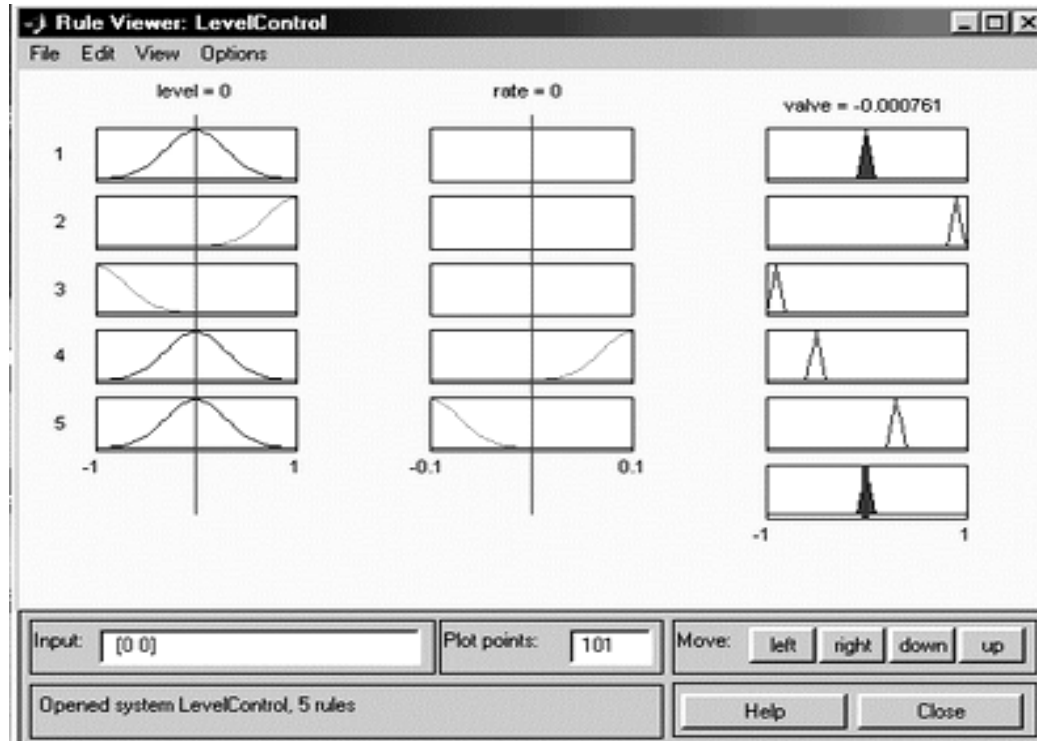 Rule Viewer: LevelControl
File Edit View Options
level = 0
rate = 0
valve = -0.000761
1
2
3
4
5
-1 1
-0.1 0.1
-1 1
Input: [0 0]
Plot points: 101
Move: left right down up
Opened system LevelControl, 5 rules
Help Close